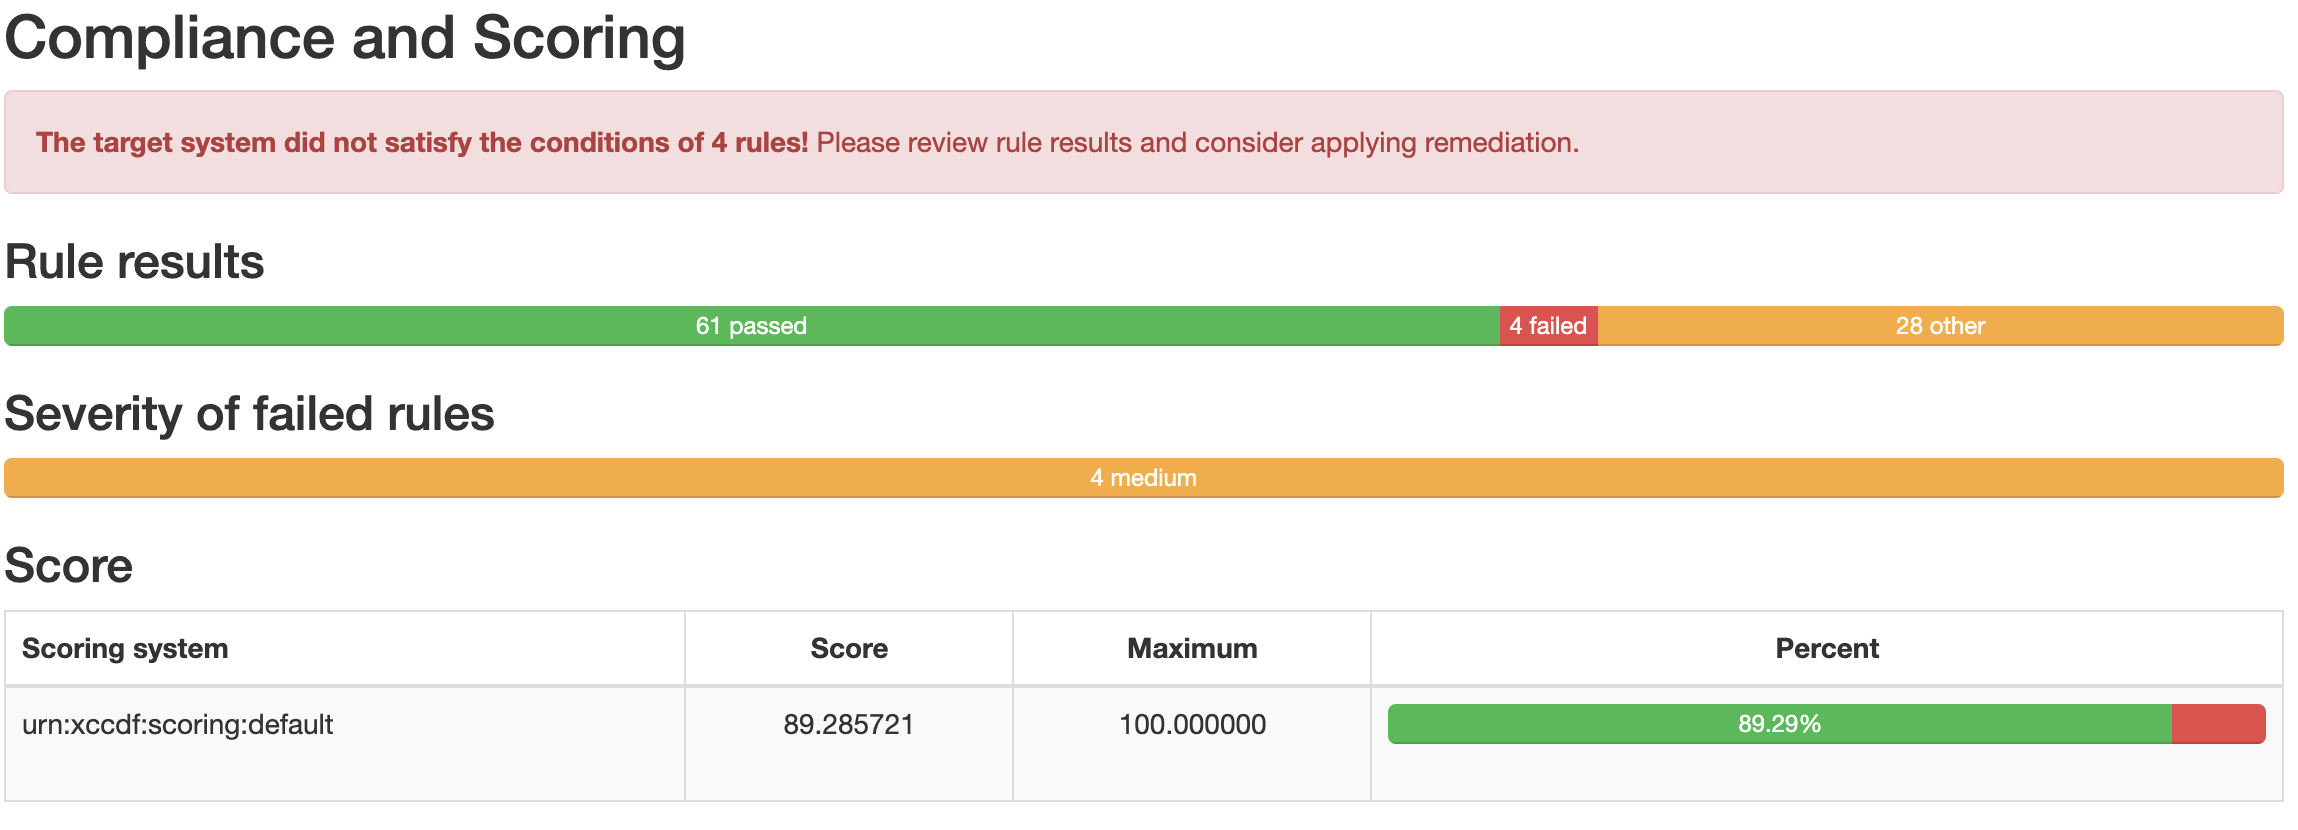 Compliance and Scoring
The target system did not satisfy the conditions of 4 rules! Please review rule results and consider applying remediation.
Rule results
61 passed 4 failed 28 other
Severity of failed rules
4 medium
Score
Scoring system Score Maximum Percent
urn:xccdf:scoring:default 89.285721 100.000000 89.29%